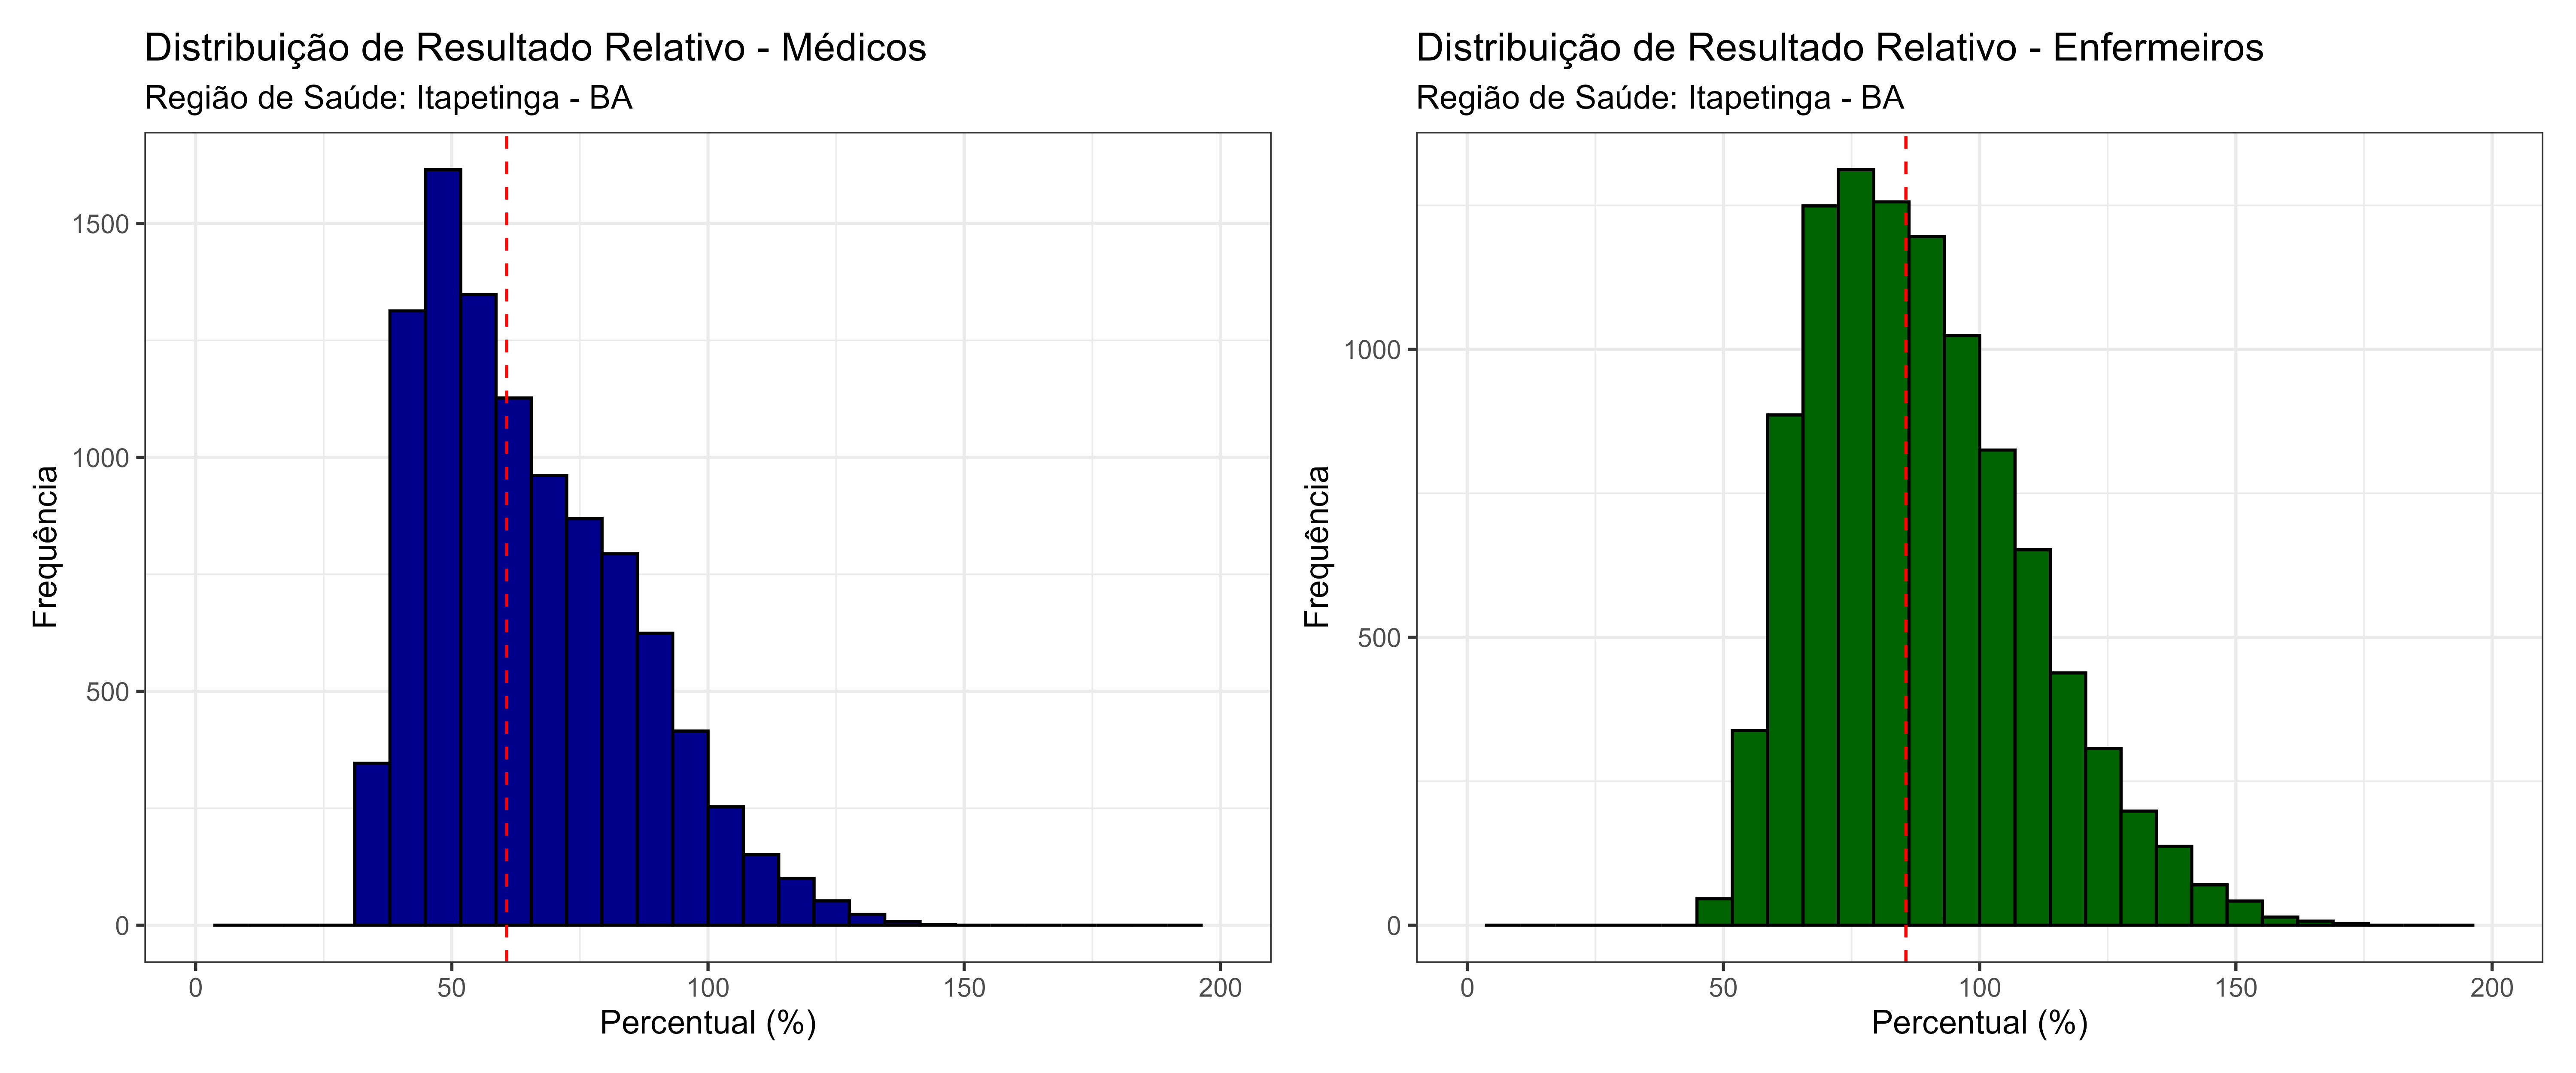 Distribuição de Resultado Relativo - Médicos
Região de Saúde: Itapetinga - BA
Frequência
1500
1000
500
0
0 50 100 150 200
Percentual (%)
Distribuição de Resultado Relativo - Enfermeiros
Região de Saúde: Itapetinga - BA
Frequência
1000
500
0
0 50 100 150 200
Percentual (%)